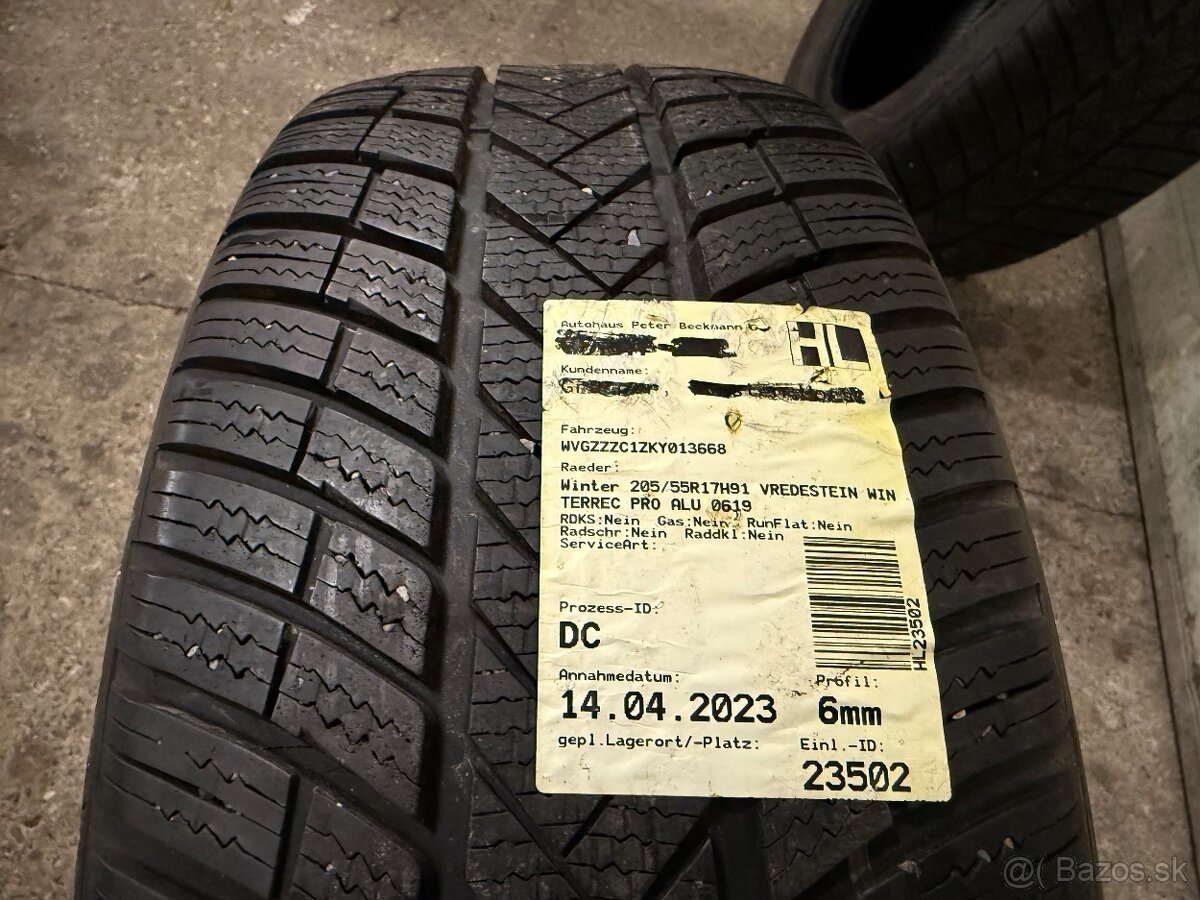 Autohaus Peter Beckmann
HL
Kundenname:
Fahrzeug:
WVGZZZC1ZKY013668
Raeder:
Winter 205/55R17H91 VREDESTEIN WIN
TERREC PRO ALU 0619
RDKS:Nein Gas:Nein RunFlat:Nein
Radschr:Nein Raddkl:Nein
ServiceArt:
HL23502
Prozess-ID:
DC
Annahmedatum:
Profil:
14.04.2023
6mm
gepl.Lagerort/-Platz:
Einl.-ID:
23502
@( Bazos.sk